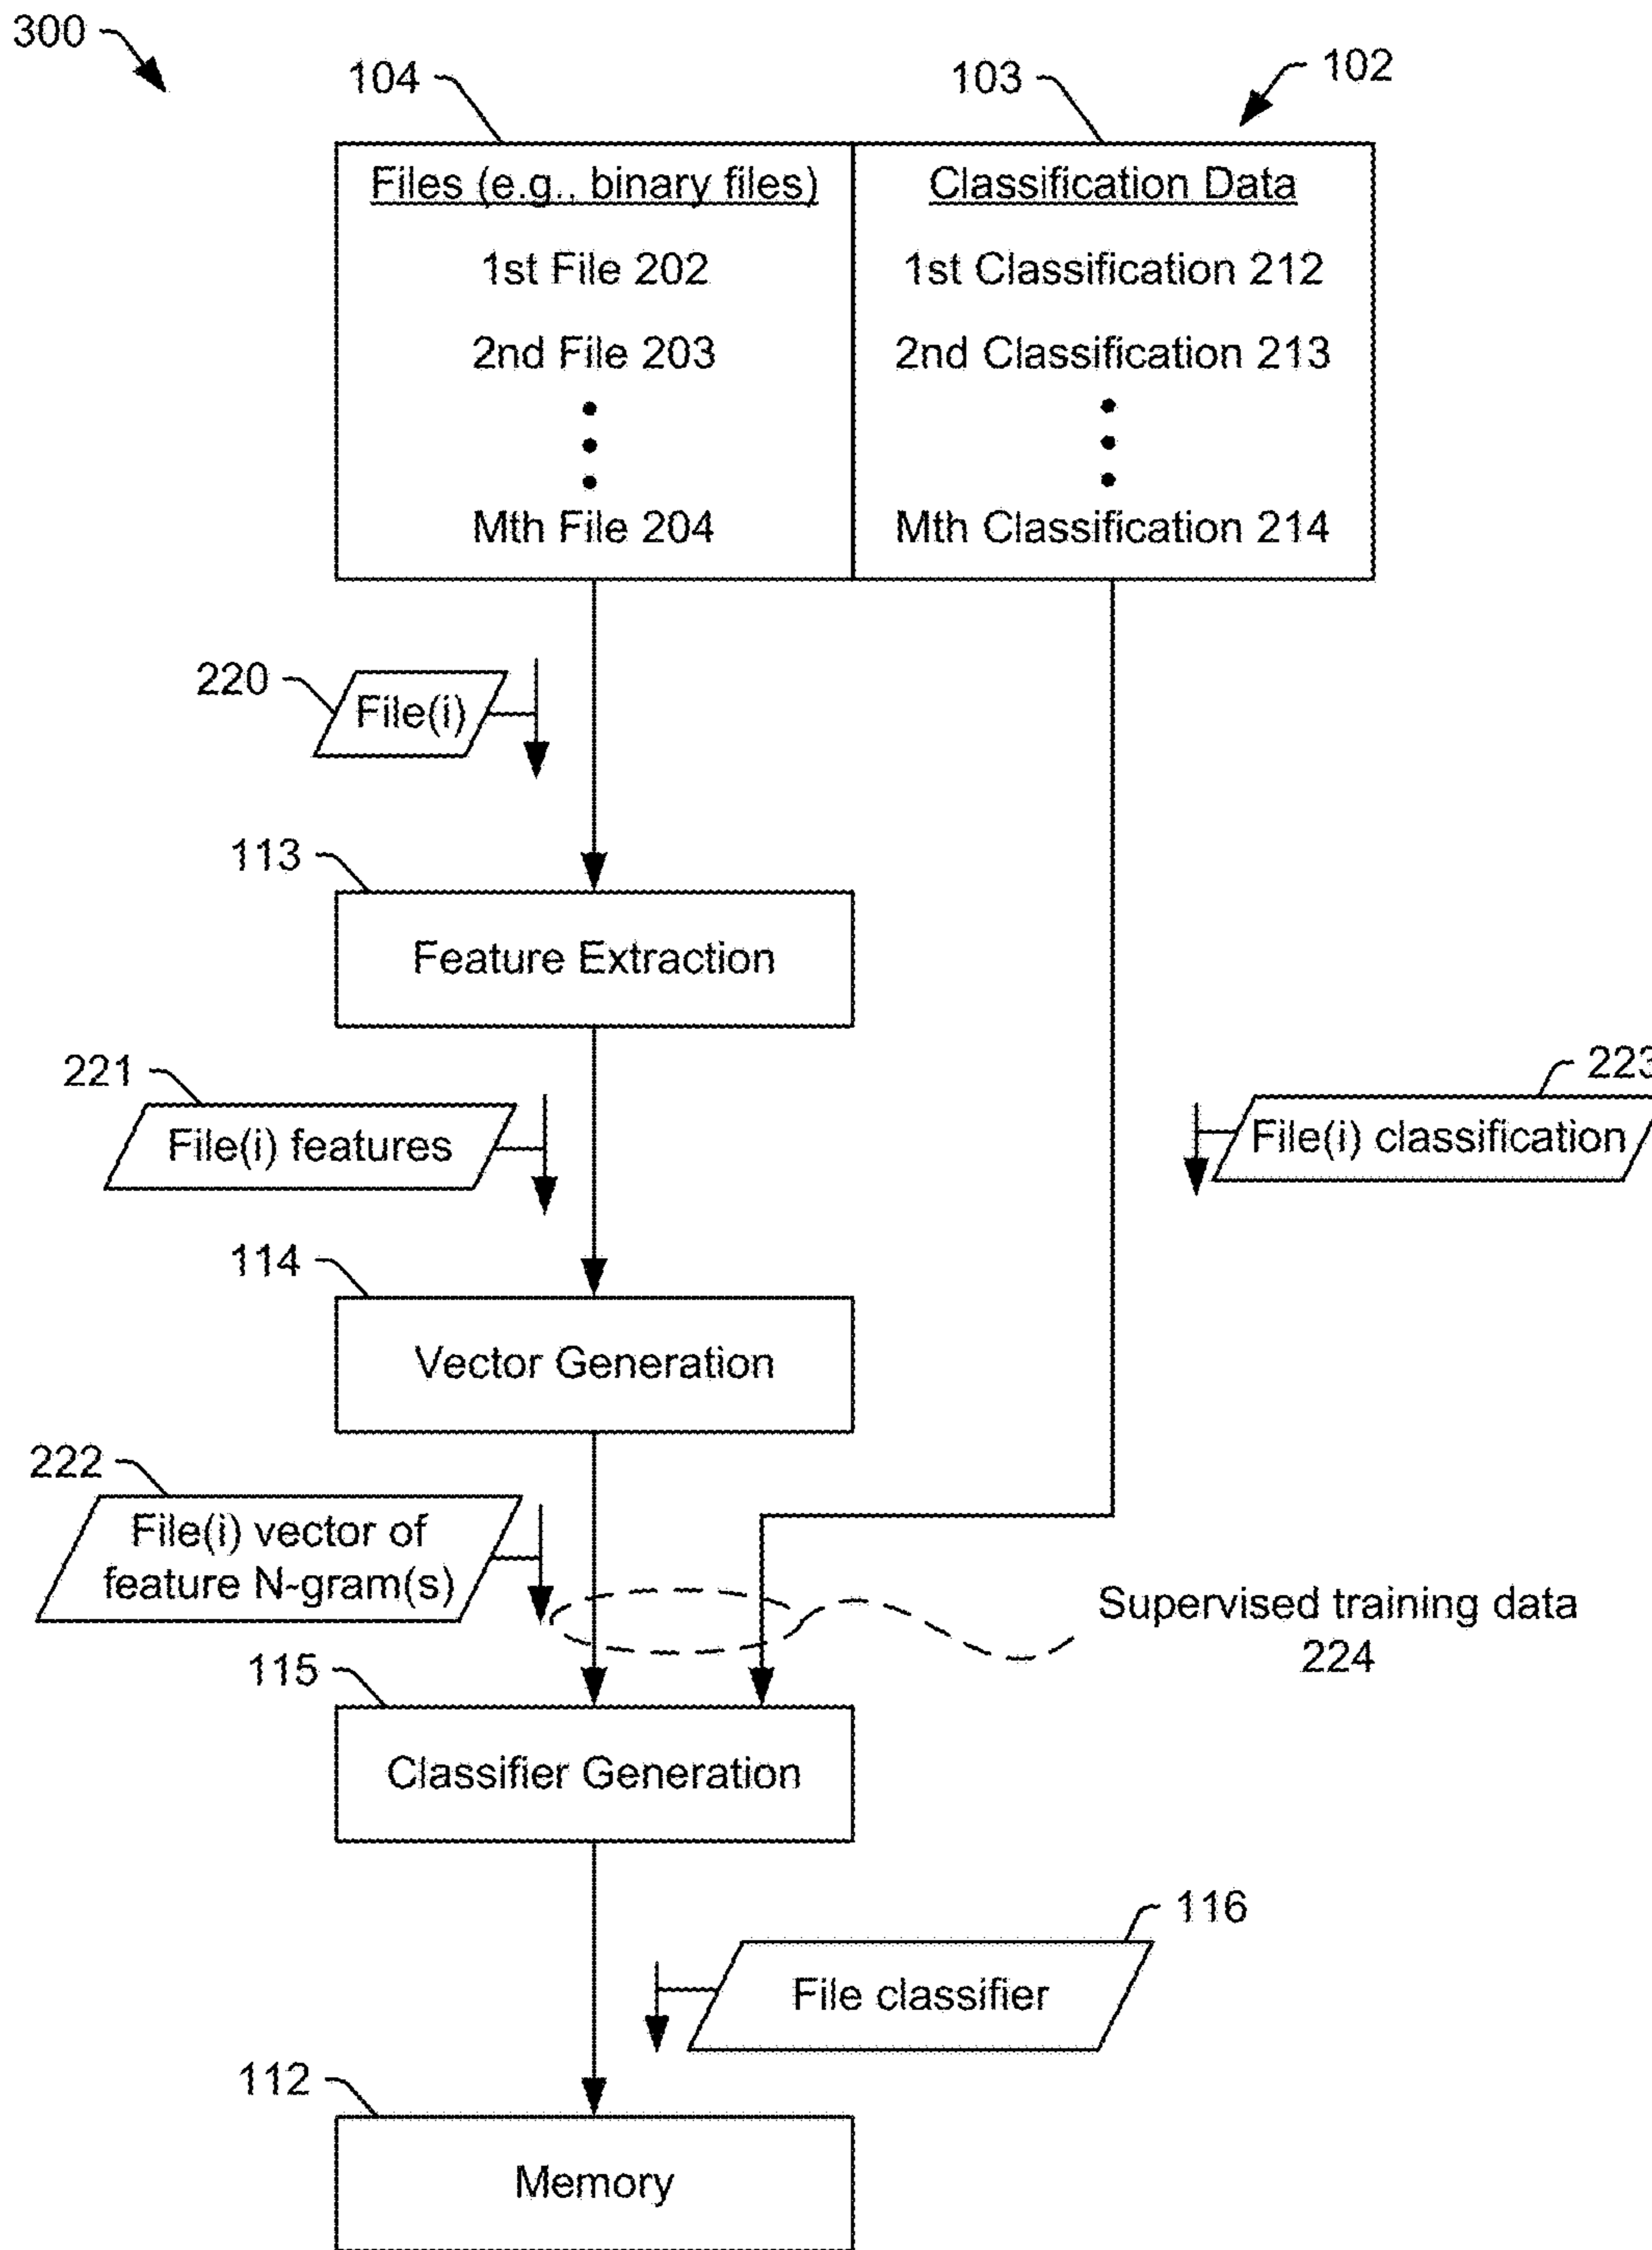 300
104
103
102
Files (e.g., binary files)
Classification Data
1st File 202
1st Classification 212
2nd File 203
2nd Classification 213
Mth File 204
Mth Classification 214
220
File(i)
113
Feature Extraction
221
File(i) features
223
File(i) classification
114
Vector Generation
222
File(i) vector of
feature N-gram(s)
Supervised training data
224
115
Classifier Generation
116
File classifier
112
Memory